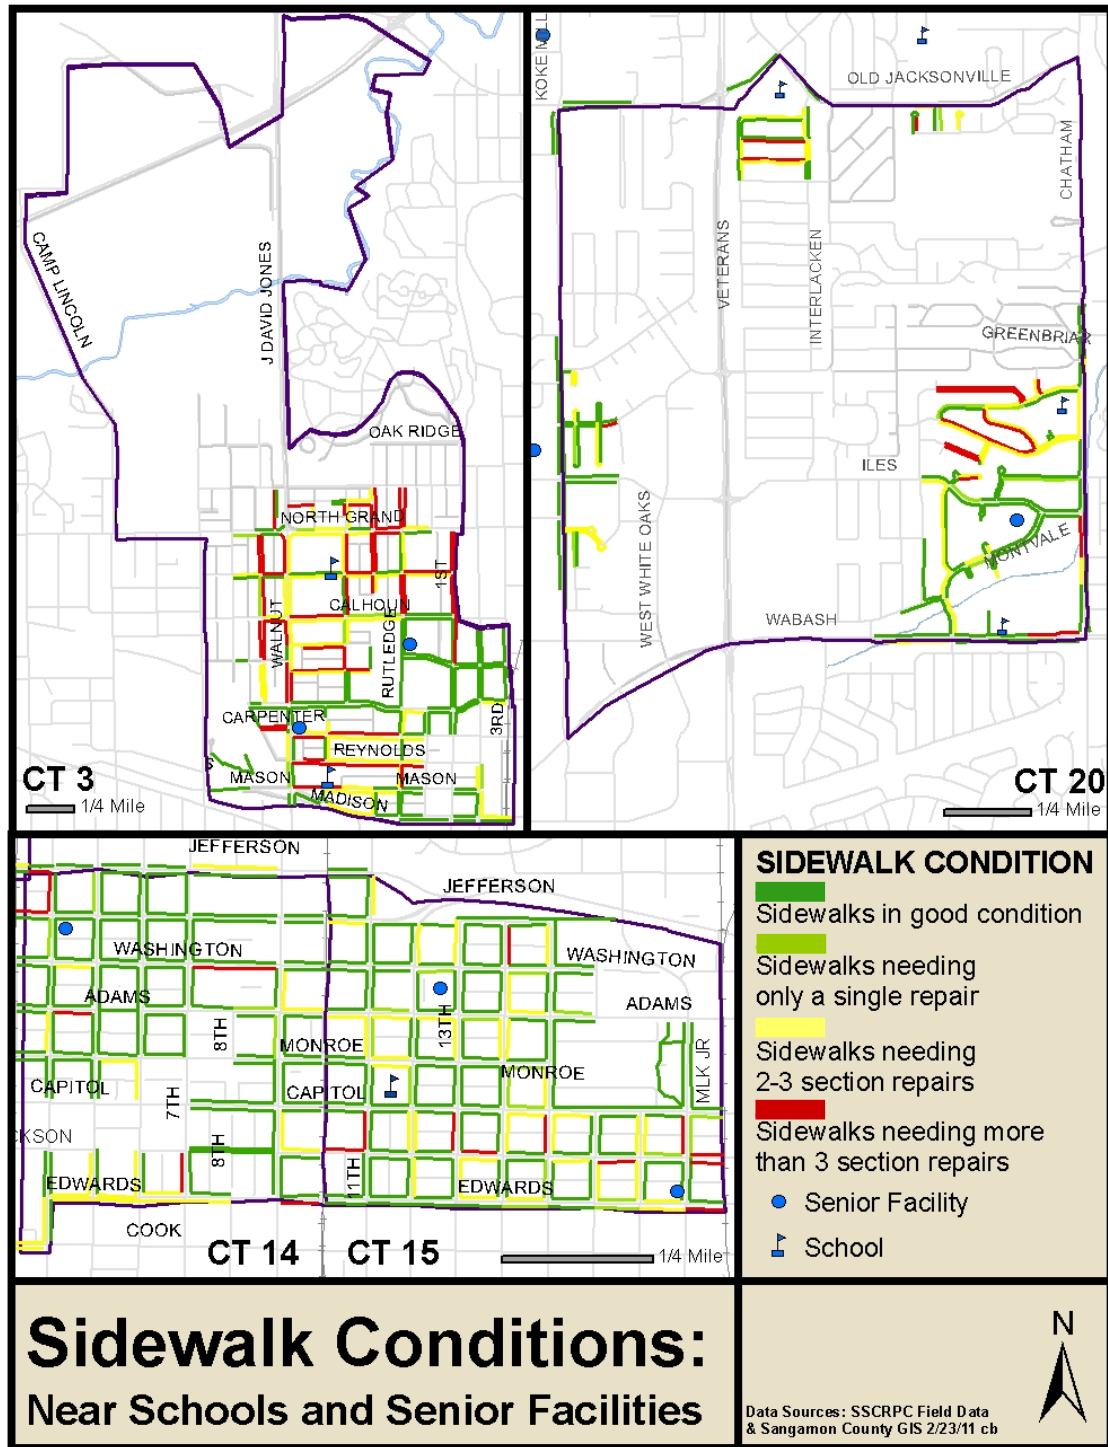 CAMP LINCOLN
J DAVID JONES
OAK RIDGE
NORTH GRAND
1ST
CALHOUN
WALNUT
RUTLEDGE
3RD
CARPENTER
REYNOLDS
S
MASON
MASON
MADISON
CT 3
1/4 Mile
KOKE MILL
OLD JACKSONVILLE
CHATHAM
VETERANS
INTERLACKEN
GREENBRIAR
ILES
WEST WHITE OAKS
MONTVALE
WABASH
CT 20
1/4 Mile
JEFFERSON
JEFFERSON
WASHINGTON
WASHINGTON
ADAMS
ADAMS
8TH
13TH
MONROE
MONROE
MLK JR
CAPITOL
CAPITOL
7TH
CKSON
8TH
11TH
EDWARDS
EDWARDS
COOK
CT 14
CT 15
1/4 Mile
SIDEWALK CONDITION
Sidewalks in good condition
Sidewalks needing
only a single repair
Sidewalks needing
2-3 section repairs
Sidewalks needing more
than 3 section repairs
Senior Facility
School
Sidewalk Conditions:
Near Schools and Senior Facilities
N
Data Sources: SSCRPC Field Data
& Sangamon County GIS 2/23/11 cb